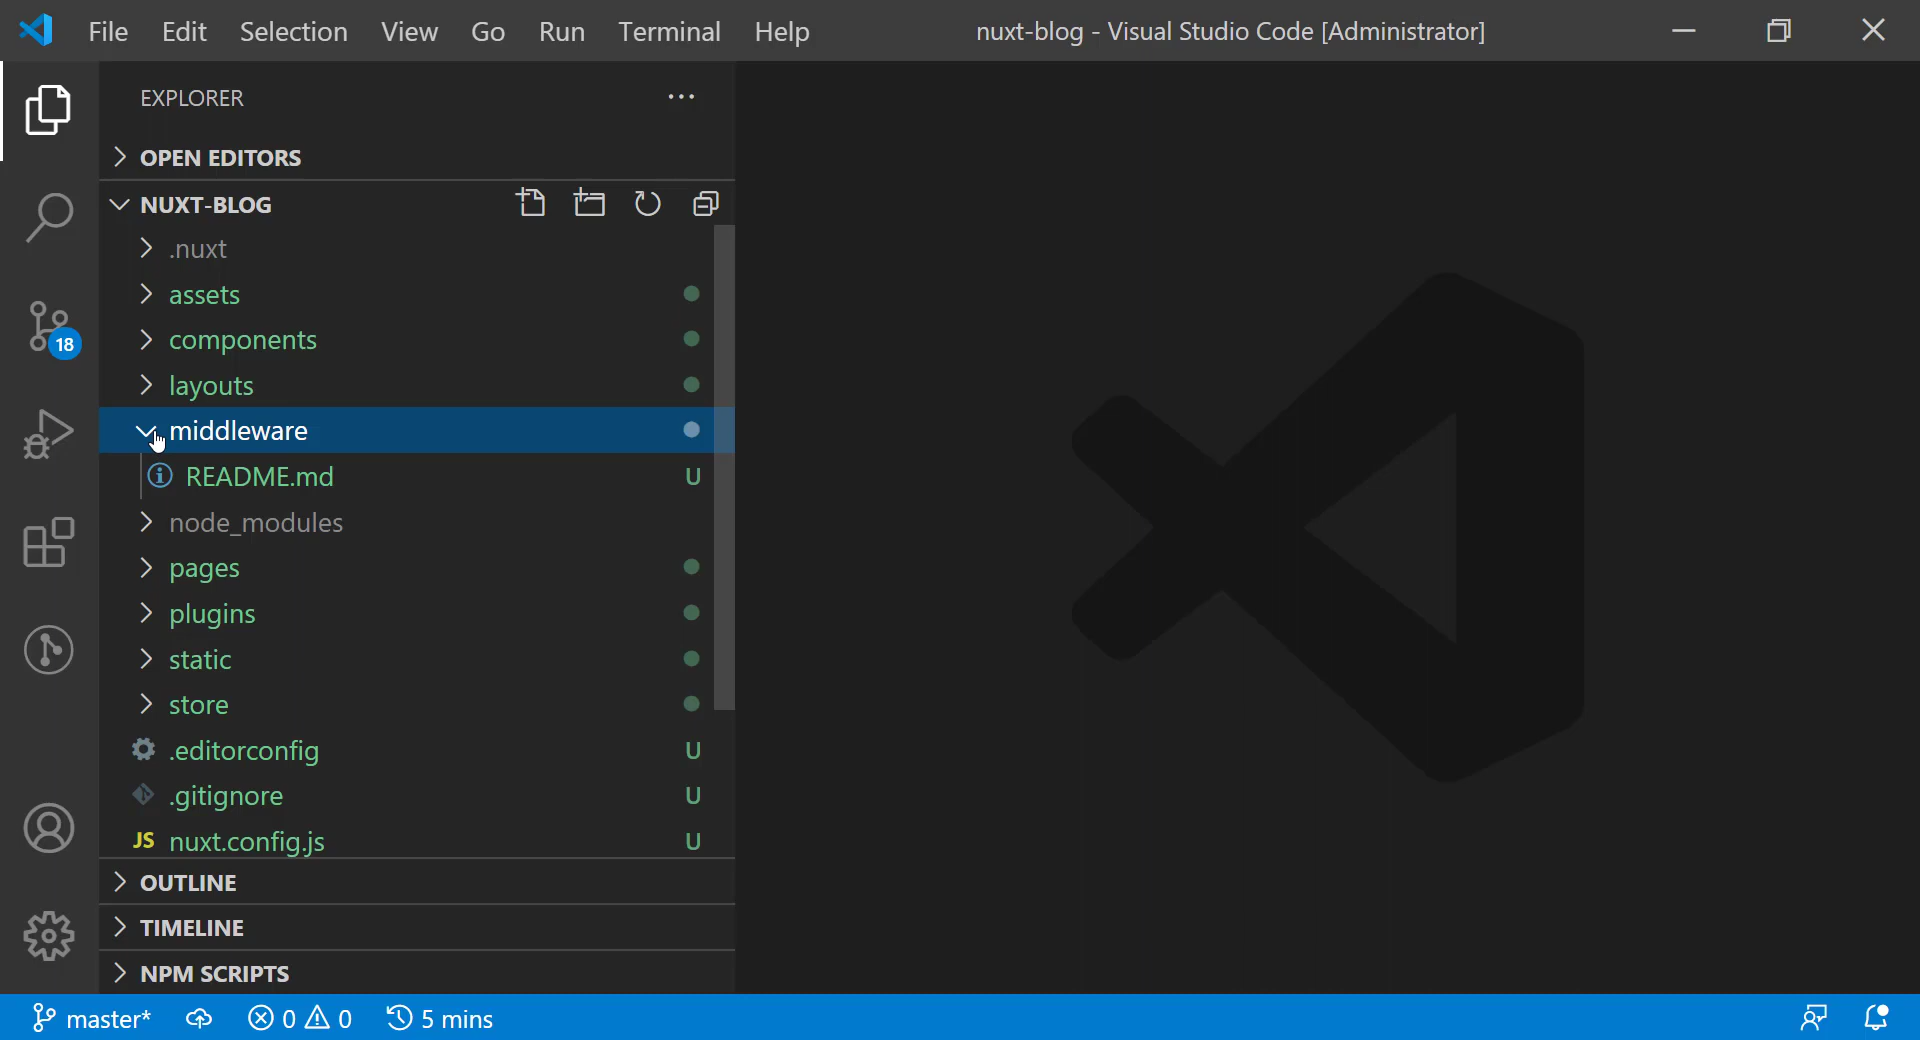 File Edit Selection View Go Run Terminal Help nuxt-blog - Visual Studio Code [Administrator]
EXPLORER
OPEN EDITORS
NUXT-BLOG
.nuxt
assets
components
layouts
middleware
README.md U
node_modules
pages
plugins
static
store
.editorconfig U
.gitignore U
JS nuxt.config.js U
OUTLINE
TIMELINE
NPM SCRIPTS
18
master* 0 0 5 mins